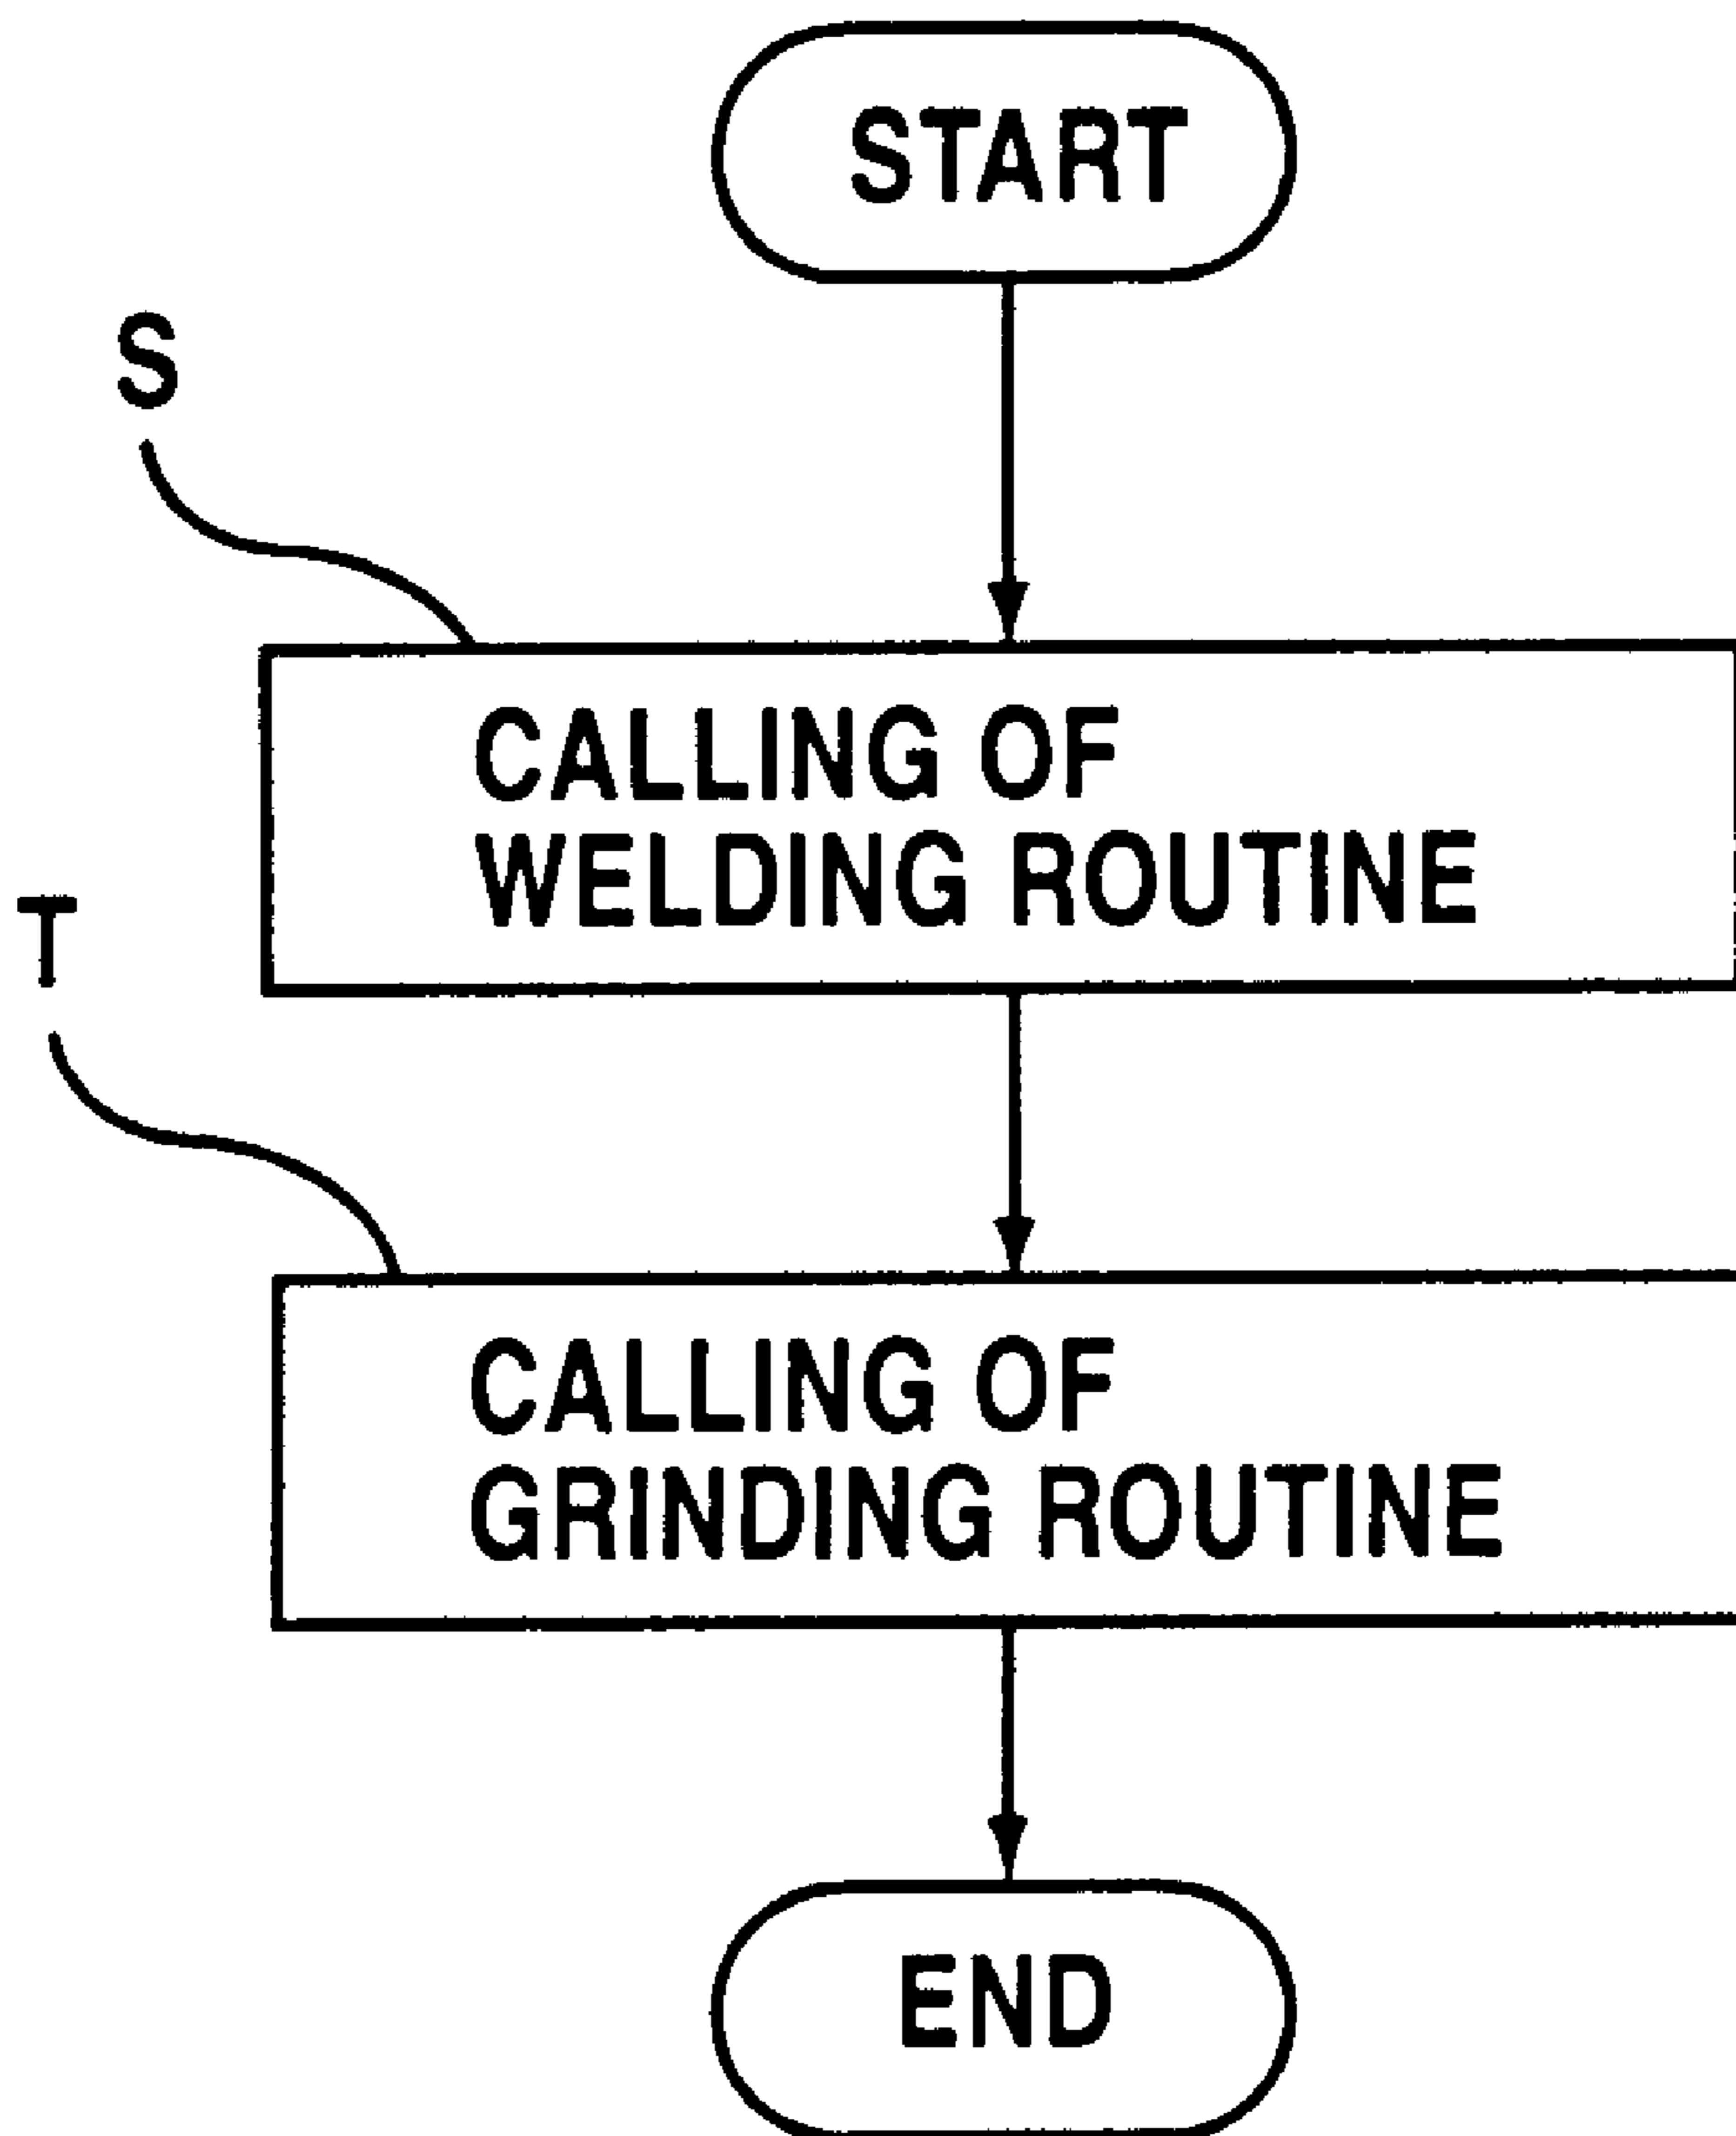 START
S
CALLING OF
WELDING ROUTINE
T
CALLING OF
GRINDING ROUTINE
END